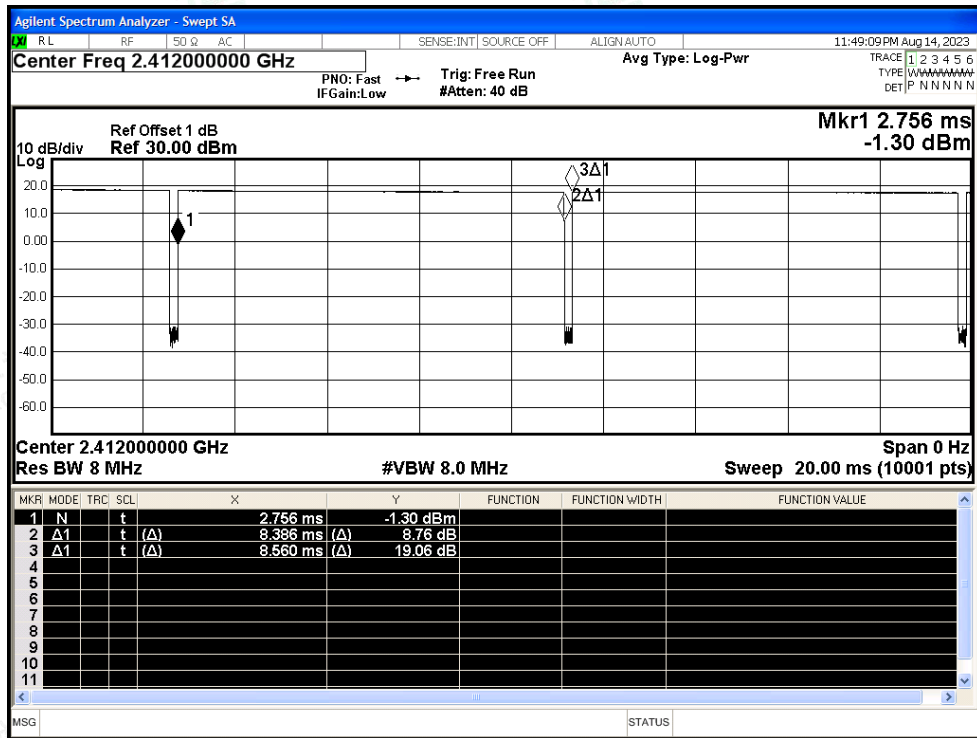 Agilent Spectrum Analyzer - Swept SA
LXI RL RF 50 Ω AC SENSE:INT SOURCE OFF ALIGN AUTO 11:49:09 PM Aug 14, 2023
Center Freq 2.412000000 GHz Avg Type: Log-Pwr TRACE 1 2 3 4 5 6
PNO: Fast Trig: Free Run TYPE WWWWWW
IFGain:Low #Atten: 40 dB DET P N N N N N
Mkr1 2.756 ms
Ref Offset 1 dB
10 dB/div Ref 30.00 dBm -1.30 dBm
Log
3Δ1
20.0
2Δ1
10.0
1
0.00
-10.0
-20.0
-30.0
-40.0
-50.0
-60.0
Center 2.412000000 GHz Span 0 Hz
Res BW 8 MHz #VBW 8.0 MHz Sweep 20.00 ms (10001 pts)
MKR MODE TRC SCL X Y FUNCTION FUNCTION WIDTH FUNCTION VALUE
1 N t 2.756 ms -1.30 dBm
2 Δ1 t (Δ) 8.386 ms (Δ) 8.76 dB
3 Δ1 t (Δ) 8.560 ms (Δ) 19.06 dB
4
5
6
7
8
9
10
11
MSG STATUS